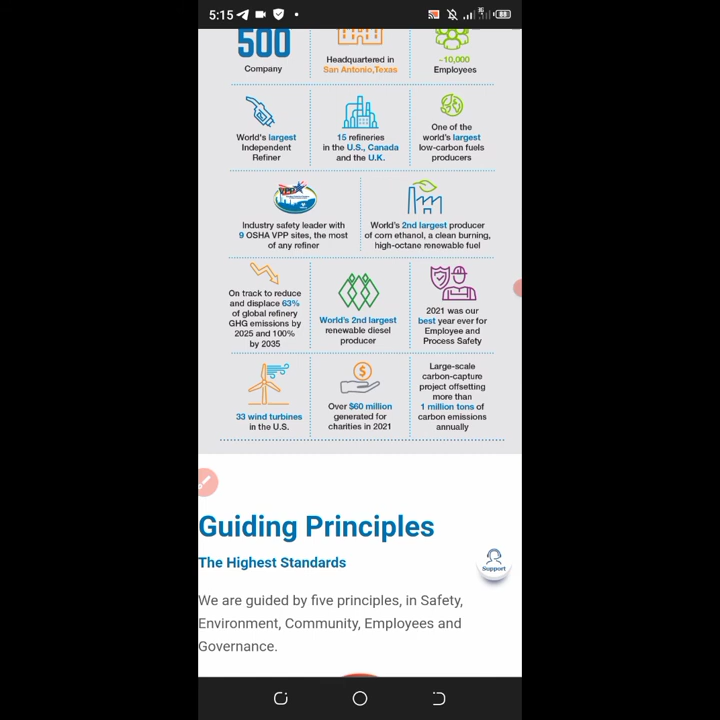 5:15
88
500
Company
Headquartered in
San Antonio,Texas
~10,000
Employees
World's largest
Independent
Refiner
15 refineries
in the U.S., Canada
and the U.K.
One of the
world's largest
low-carbon fuels
producers
VPP
Industry safety leader with
9 OSHA VPP sites, the most
of any refiner
World's 2nd largest producer
of corn ethanol, a clean burning,
high-octane renewable fuel
On track to reduce
and displace 63%
of global refinery
GHG emissions by
2025 and 100%
by 2035
World's 2nd largest
renewable diesel
producer
2021 was our
best year ever for
Employee and
Process Safety
33 wind turbines
in the U.S.
$
Over $60 million
generated for
charities in 2021
Large-scale
carbon-capture
project offsetting
more than
1 million tons of
carbon emissions
annually
Guiding Principles
The Highest Standards
Support
We are guided by five principles, in Safety,
Environment, Community, Employees and
Governance.